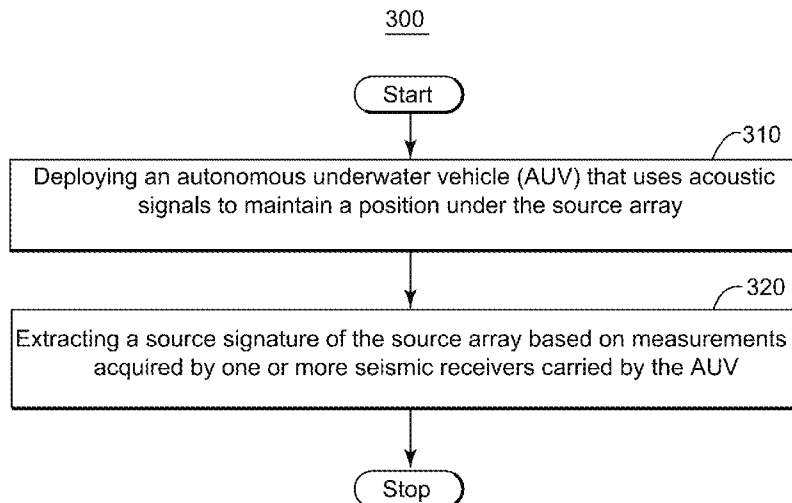 300
Start
310
Deploying an autonomous underwater vehicle (AUV) that uses acoustic
signals to maintain a position under the source array
320
Extracting a source signature of the source array based on measurements
acquired by one or more seismic receivers carried by the AUV
Stop